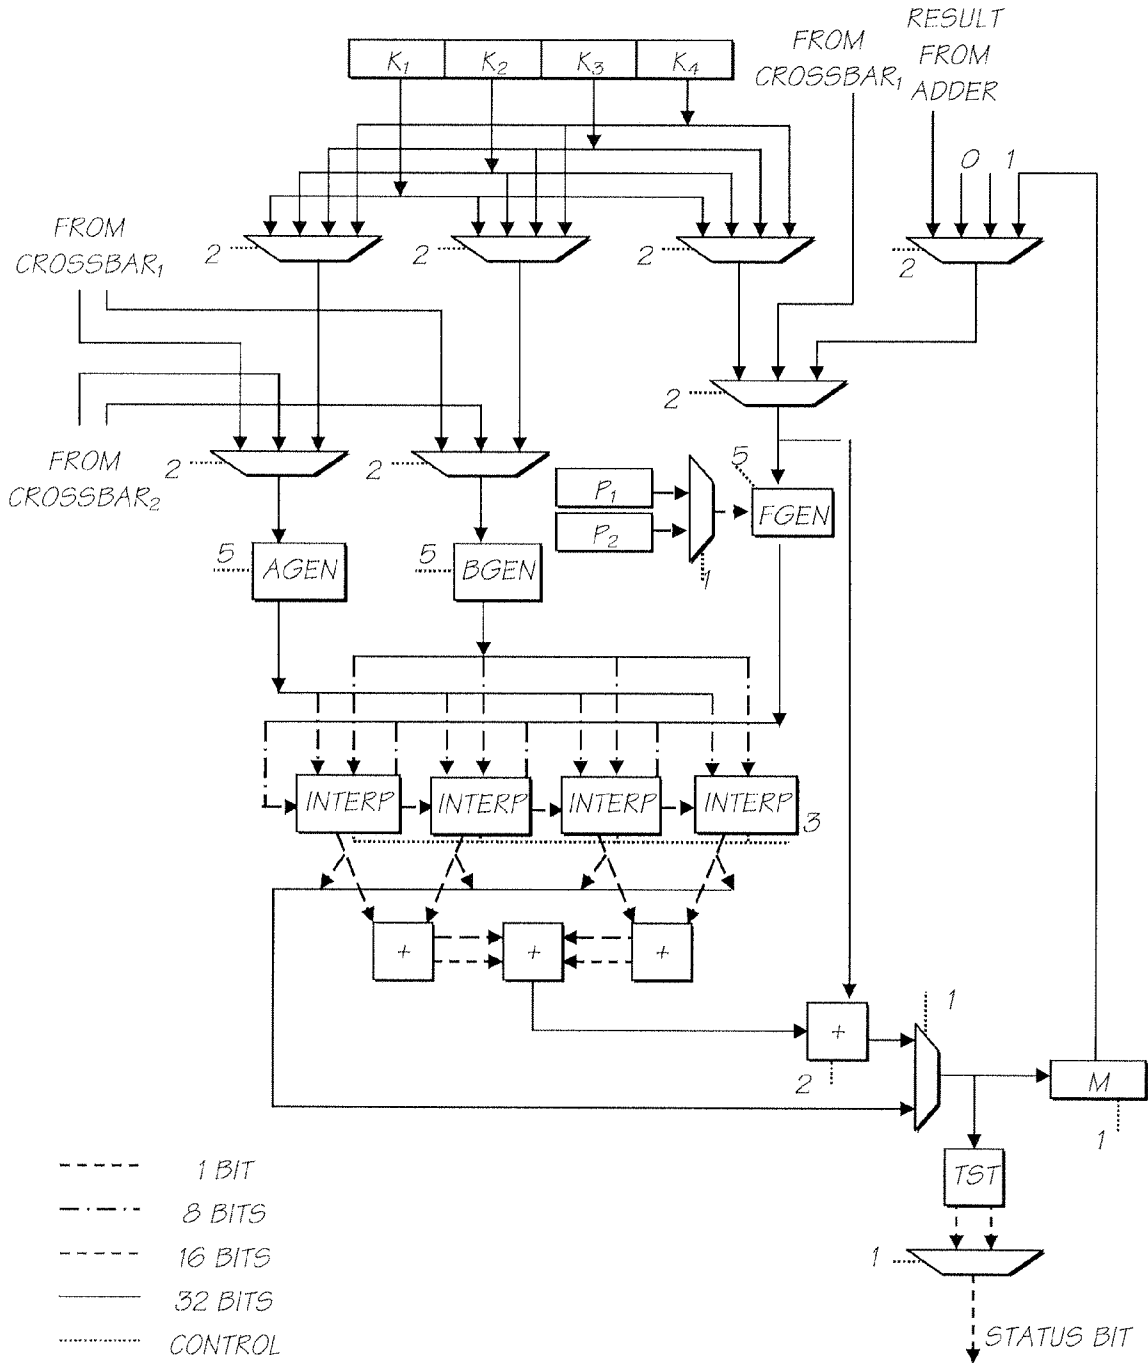 RESULT
FROM
ADDER
FROM
CROSSBAR₁
K₁ K₂ K₃ K₄
0 1
FROM
CROSSBAR₁
2 2 2 2
2
FROM
CROSSBAR₂
2 2
P₁
P₂
5
FGEN
1
5 AGEN
5 BGEN
INTERP INTERP INTERP INTERP 3
+ + +
+
2
1
M
1
TST
1
STATUS BIT
1 BIT
8 BITS
16 BITS
32 BITS
CONTROL